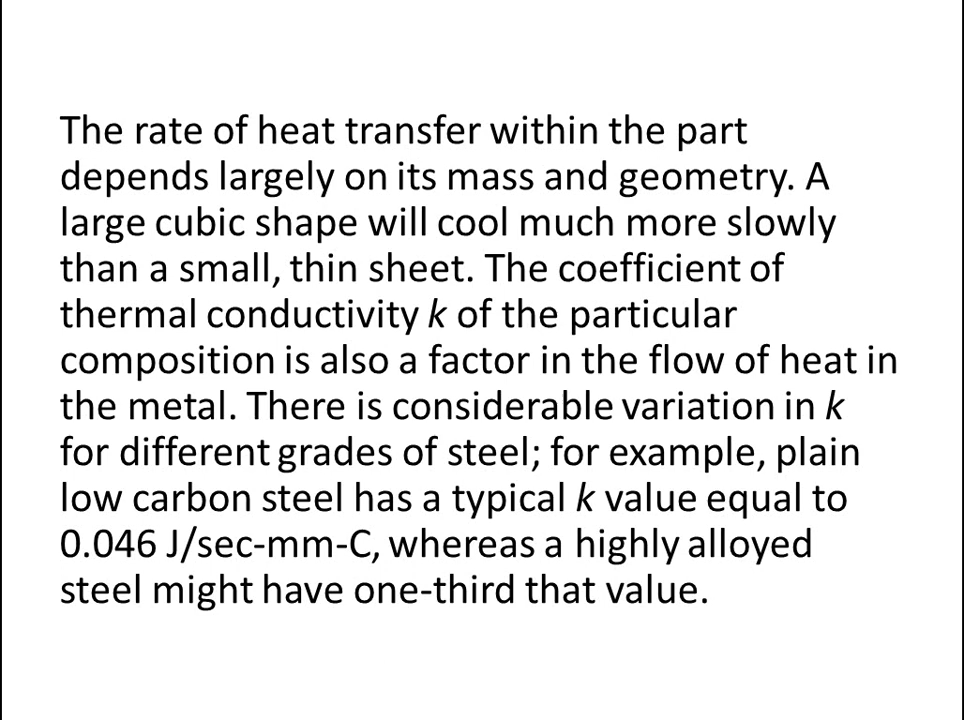 The rate of heat transfer within the part
depends largely on its mass and geometry. A
large cubic shape will cool much more slowly
than a small, thin sheet. The coefficient of
thermal conductivity k of the particular
composition is also a factor in the flow of heat in
the metal. There is considerable variation in k
for different grades of steel; for example, plain
low carbon steel has a typical k value equal to
0.046 J/sec-mm-C, whereas a highly alloyed
steel might have one-third that value.